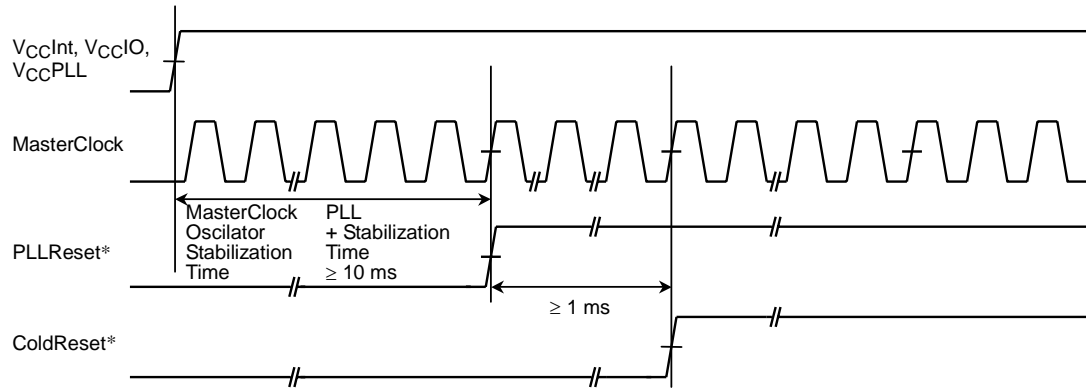 VCCInt, VCCIO,
VCCPLL
MasterClock
MasterClock PLL
Oscilator + Stabilization
Stabilization Time
Time ≥ 10 ms
PLLReset*
≥ 1 ms
ColdReset*